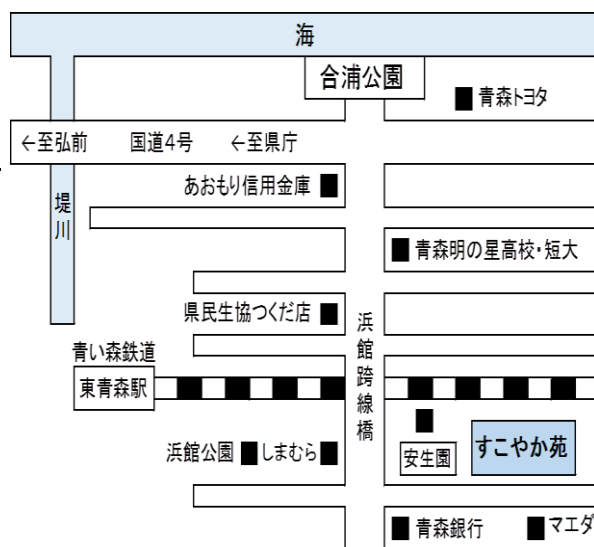 海
合浦公園
青森トヨタ
←至弘前 国道4号 ←至県庁
あおもり信用金庫
堤川
青森明の星高校・短大
県民生協つくだ店
浜館跨線橋
青い森鉄道
東青森駅
浜館公園 しまむら
安生園
すこやか苑
青森銀行
マエダ